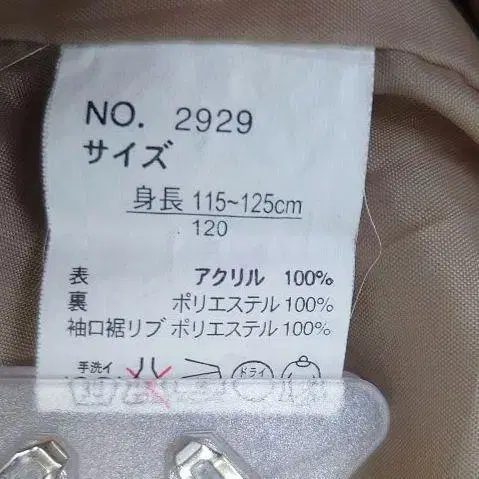 NO. 2929
サイズ
身長 115~125cm
120
表 アクリル 100%
裏 ポリエステル 100%
袖口裾リブ ポリエステル 100%
手洗イ
ドライ